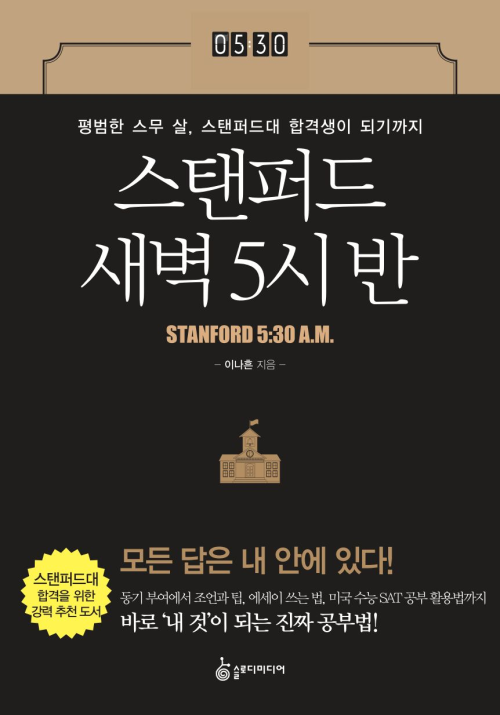 05:30
평범한 스무 살, 스탠퍼드대 합격생이 되기까지
스탠퍼드
새벽 5시 반
STANFORD 5:30 A.M.
– 이나흔 지음 –
모든 답은 내 안에 있다!
스탠퍼드대
합격을 위한
강력 추천 도서
동기 부여에서 조언과 팁, 에세이 쓰는 법, 미국 수능 SAT 공부 활용법까지
바로 ‘내 것’이 되는 진짜 공부법!
슬로디미디어